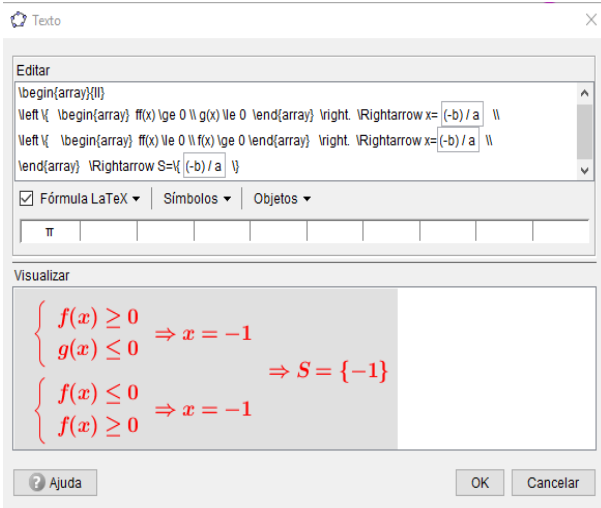 Texto
Editar
\begin{array}{ll}
\left \{ \begin{array} ff(x) \ge 0 \\ g(x) \le 0 \end{array} \right. \Rightarrow x= (-b) / a \\
\left \{ \begin{array} ff(x) \le 0 \\ f(x) \ge 0 \end{array} \right. \Rightarrow x= (-b) / a \\
\end{array} \Rightarrow S=\{ (-b) / a \}
Fórmula LaTeX Símbolos Objetos
π
Visualizar
f(x) ≥ 0
g(x) ≤ 0
⇒ x = −1
⇒ S = {−1}
f(x) ≤ 0
f(x) ≥ 0
⇒ x = −1
Ajuda OK Cancelar